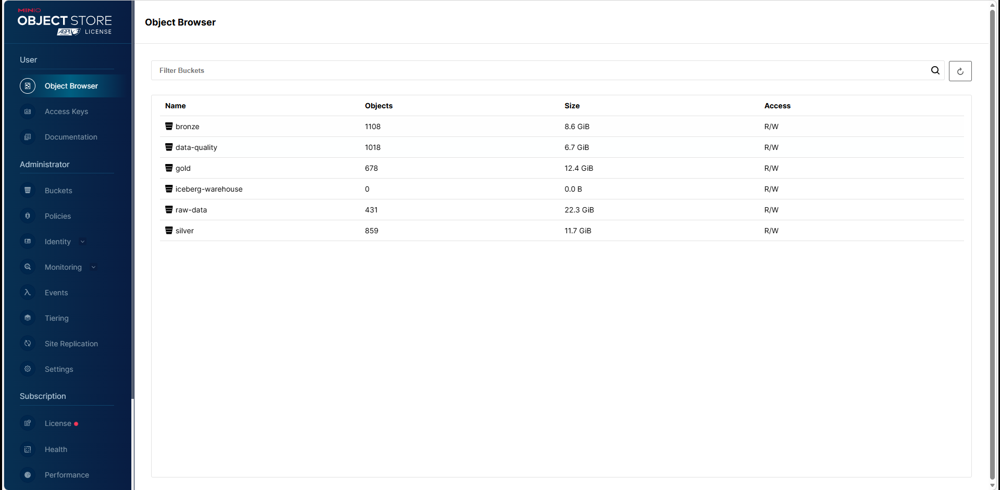 MINIO
OBJECT STORE
AGPL LICENSE
User
Object Browser
Access Keys
Documentation
Administrator
Buckets
Policies
Identity
Monitoring
Events
Tiering
Site Replication
Settings
Subscription
License
Health
Performance
Object Browser
Filter Buckets
Name Objects Size Access
bronze 1108 8.6 GiB R/W
data-quality 1018 6.7 GiB R/W
gold 678 12.4 GiB R/W
iceberg-warehouse 0 0.0 B R/W
raw-data 431 22.3 GiB R/W
silver 859 11.7 GiB R/W